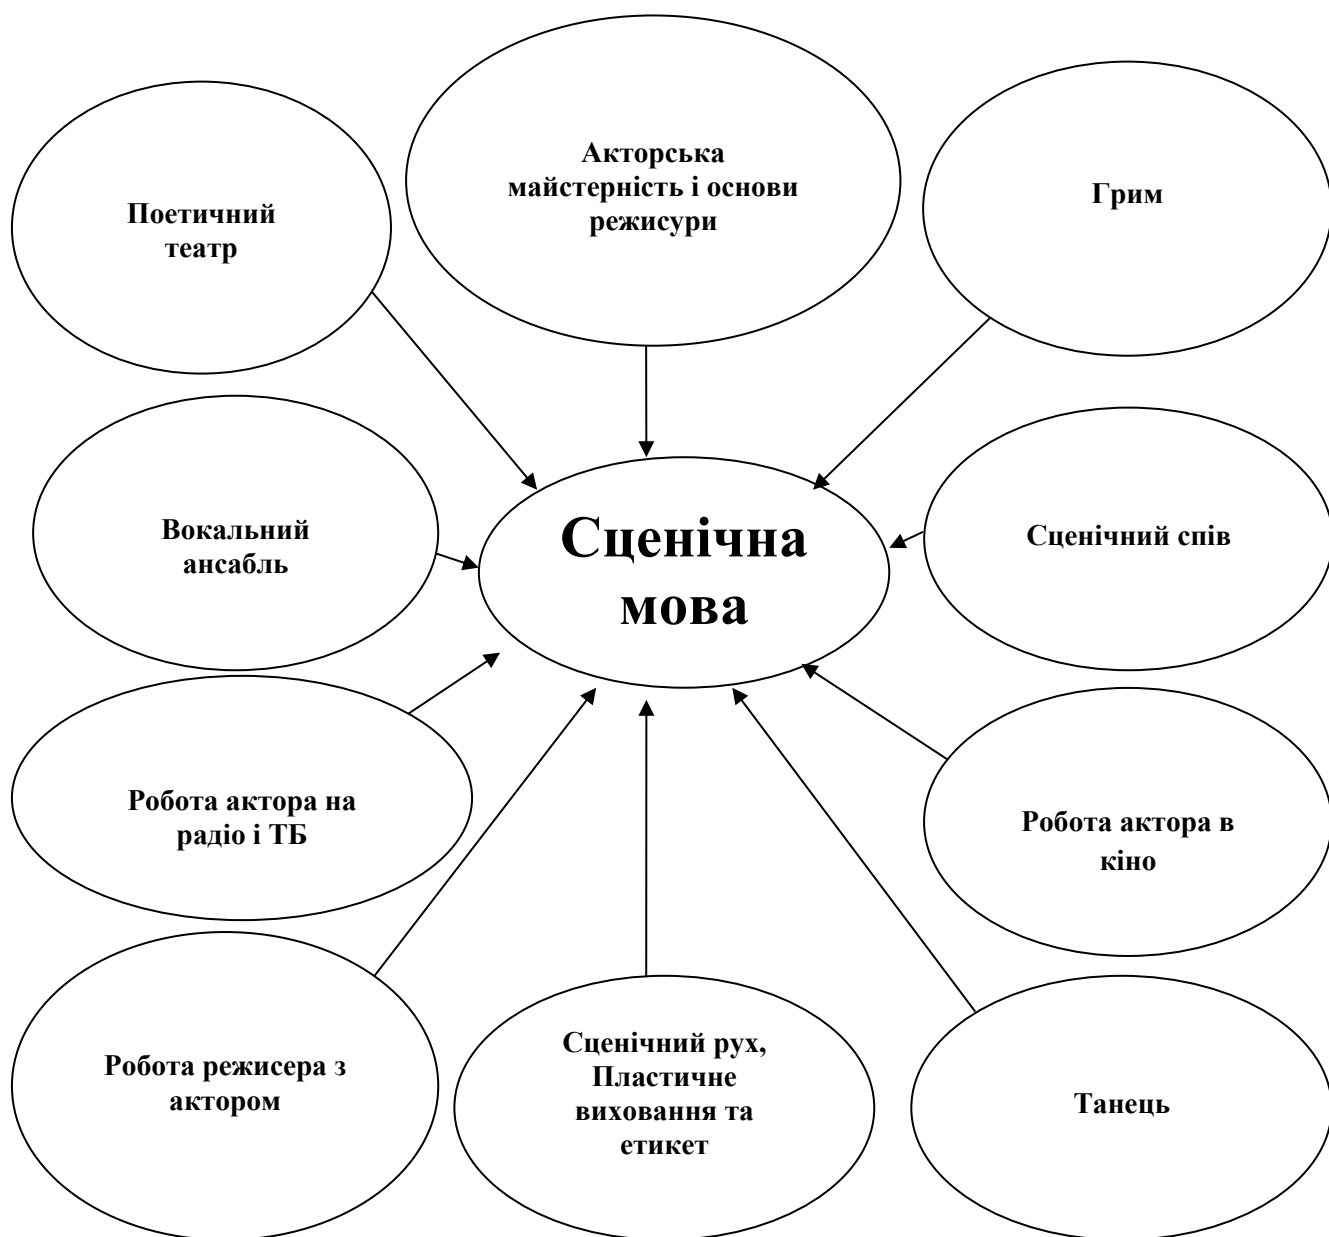 Поетичний
театр
Акторська
майстерність і основи
режисури
Грим
Вокальний
ансабль
Сценічна
мова
Сценічний спів
Робота актора на
радіо і ТБ
Робота актора в
кіно
Робота режисера з
актором
Сценічний рух,
Пластичне
виховання та
етикет
Танець